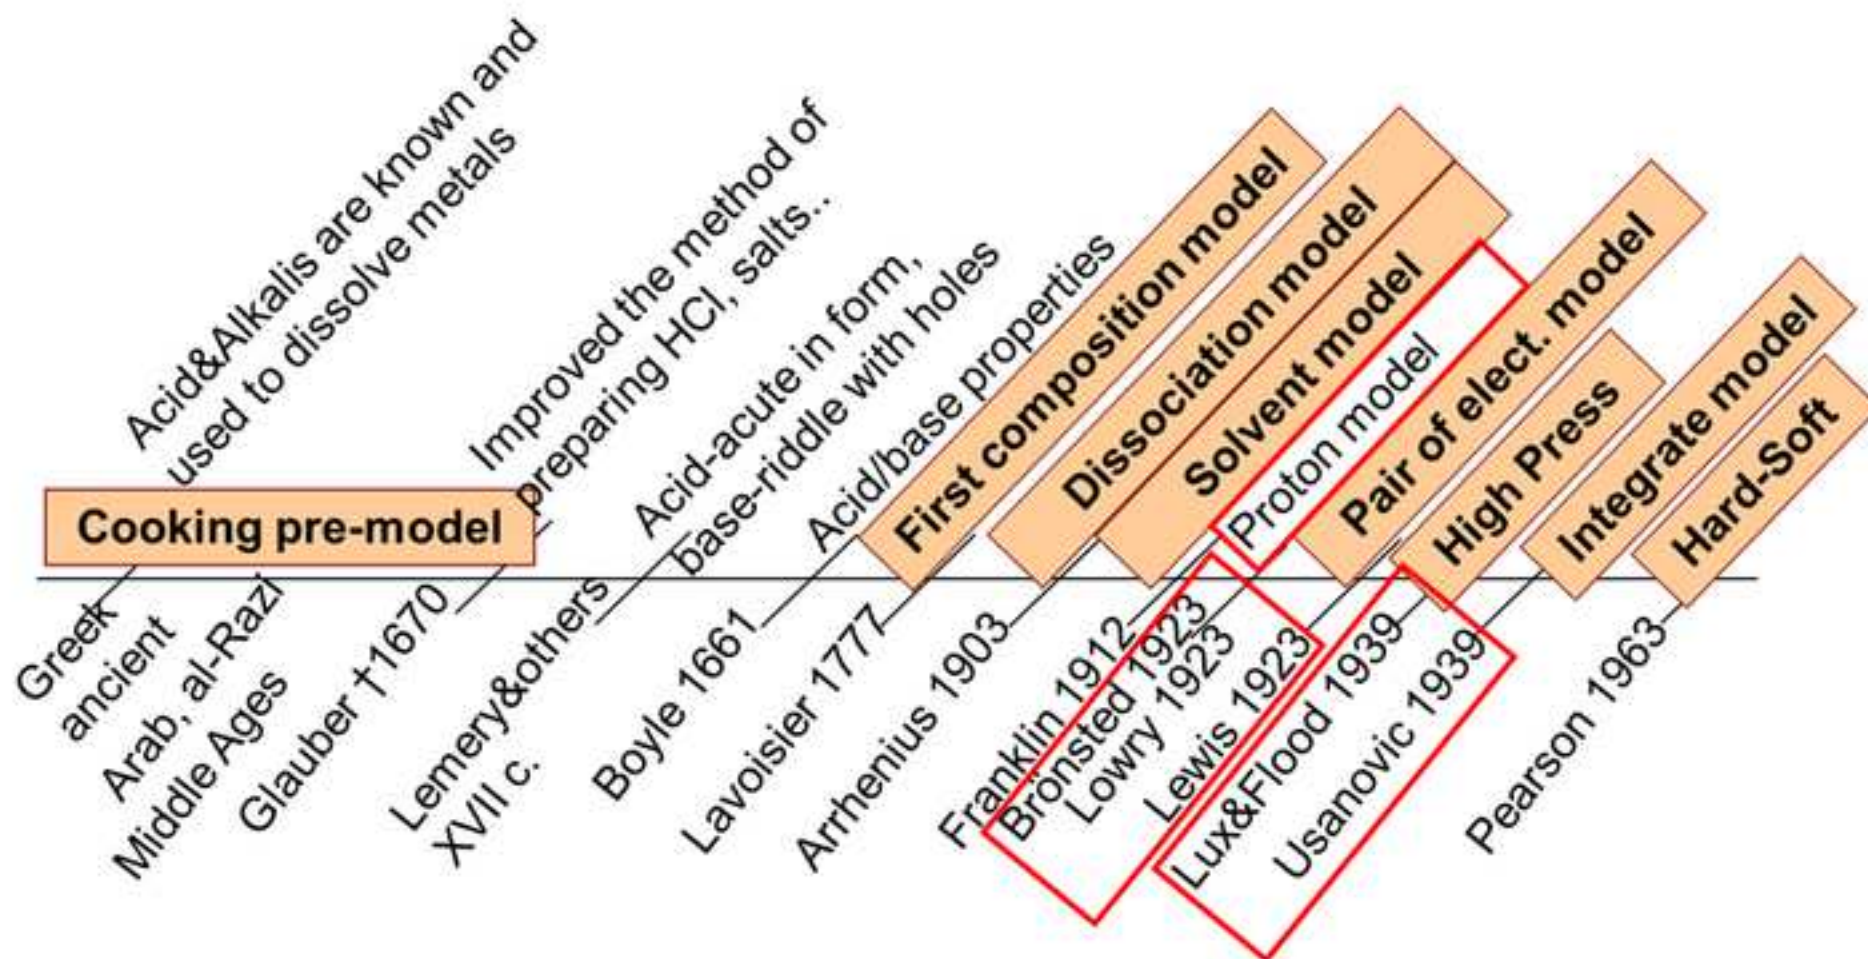 Acid&Alkalis are known and
used to dissolve metals
Improved the method of
preparing HCl, salts..
Acid-acute in form,
base-riddle with holes
Acid/base properties
First composition model
Dissociation model
Solvent model
Proton model
Pair of elect. model
High Press
Integrate model
Hard-Soft
Cooking pre-model
Greek
ancient
Arab, al-Razi
Middle Ages
Glauber †1670
Lemery&others
XVII c.
Boyle 1661
Lavoisier 1777
Arrhenius 1903
Franklin 1912
Bronsted 1923
Lowry 1923
Lewis 1923
Lux&Flood 1939
Usanovic 1939
Pearson 1963